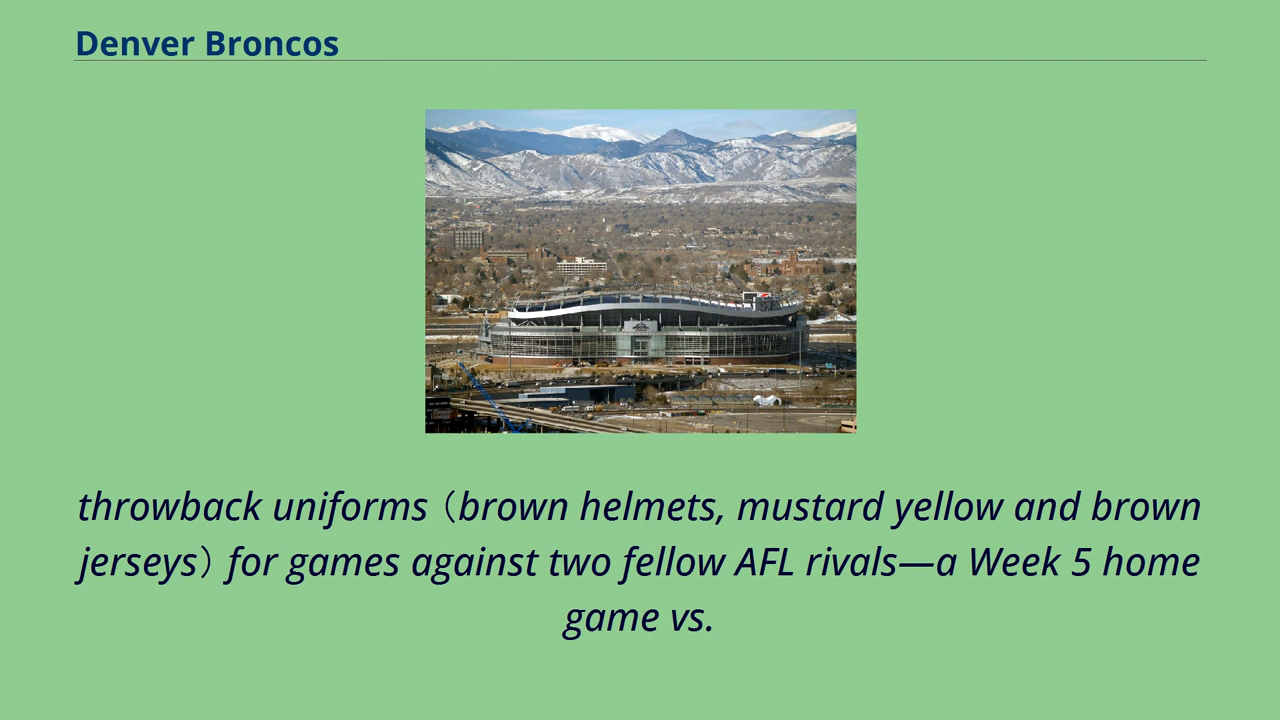 Denver Broncos
throwback uniforms （brown helmets, mustard yellow and brown
jerseys） for games against two fellow AFL rivals—a Week 5 home
game vs.